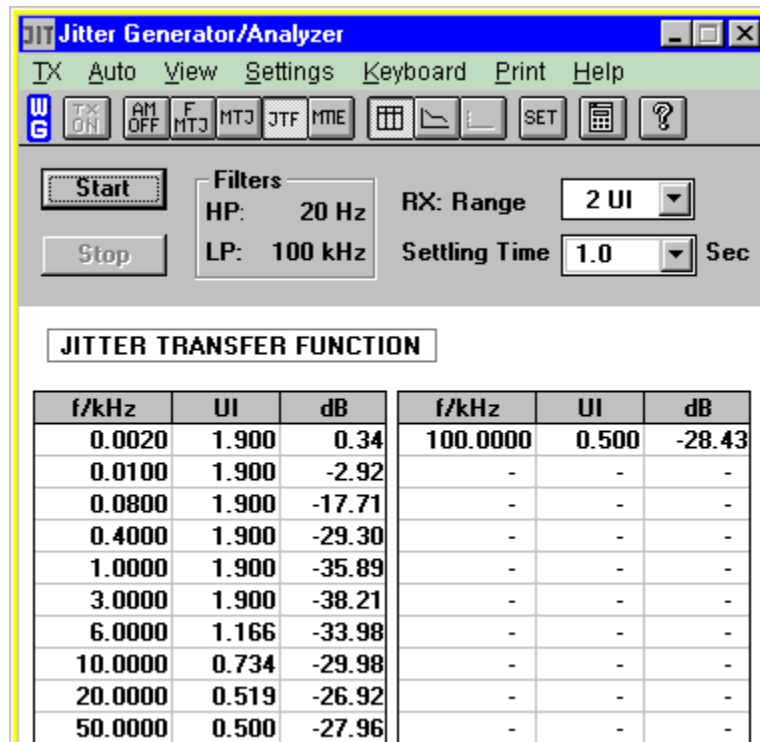 JIT Jitter Generator/Analyzer
TX Auto View Settings Keyboard Print Help
WG TX ON AM OFF F MTJ MTJ JTF MTIE SET ?
Start
Stop
Filters
HP: 20 Hz
LP: 100 kHz
RX: Range 2 UI
Settling Time 1.0 Sec
JITTER TRANSFER FUNCTION
f/kHz UI dB f/kHz UI dB
0.0020 1.900 0.34 100.0000 0.500 -28.43
0.0100 1.900 -2.92 - - -
0.0800 1.900 -17.71 - - -
0.4000 1.900 -29.30 - - -
1.0000 1.900 -35.89 - - -
3.0000 1.900 -38.21 - - -
6.0000 1.166 -33.98 - - -
10.0000 0.734 -29.98 - - -
20.0000 0.519 -26.92 - - -
50.0000 0.500 -27.96 - - -